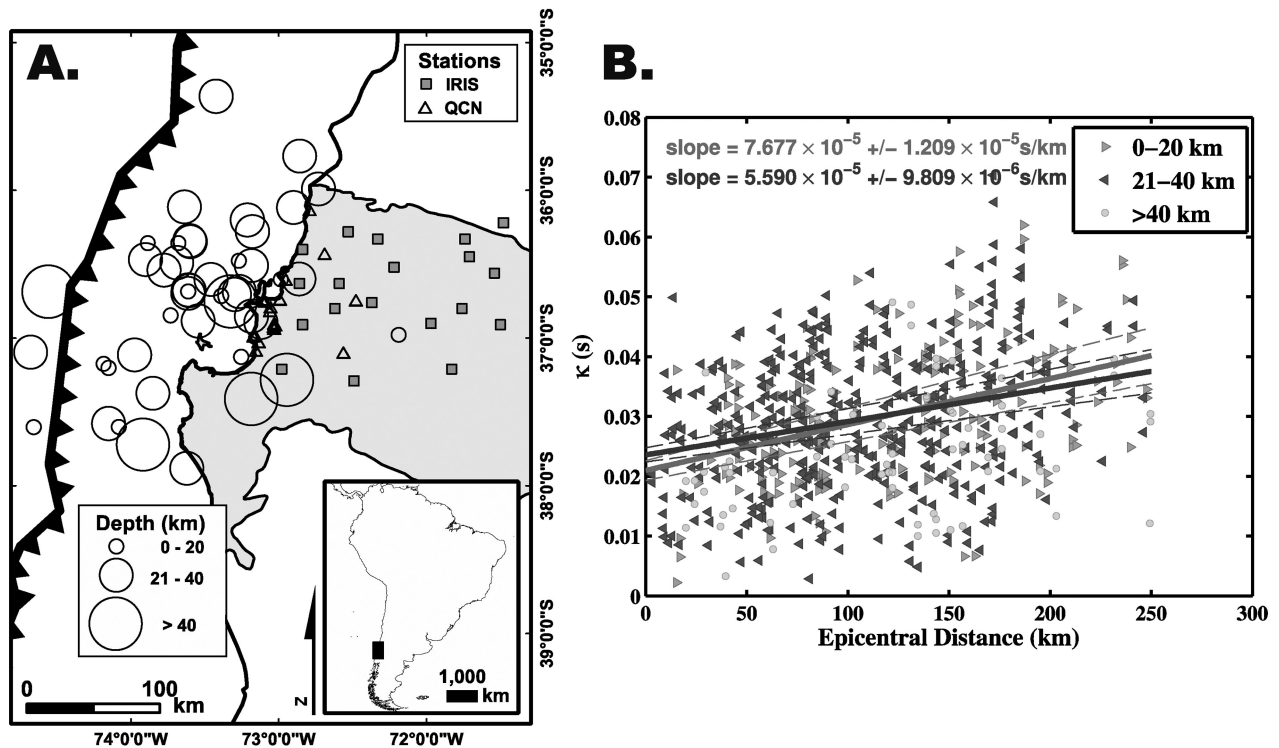 A.
Stations
IRIS
QCN
35°0'0"S
36°0'0"S
37°0'0"S
38°0'0"S
39°0'0"S
Depth (km)
0 - 20
21 - 40
> 40
0 100
km
N
1,000
km
74°0'0"W 73°0'0"W 72°0'0"W
B.
slope = 7.677 × 10⁻⁵ +/− 1.209 × 10⁻⁵s/km
slope = 5.590 × 10⁻⁵ +/− 9.809 × 10⁻⁶s/km
0–20 km
21–40 km
>40 km
0.08
0.07
0.06
0.05
0.04
0.03
0.02
0.01
0
κ (s)
0 50 100 150 200 250 300
Epicentral Distance (km)